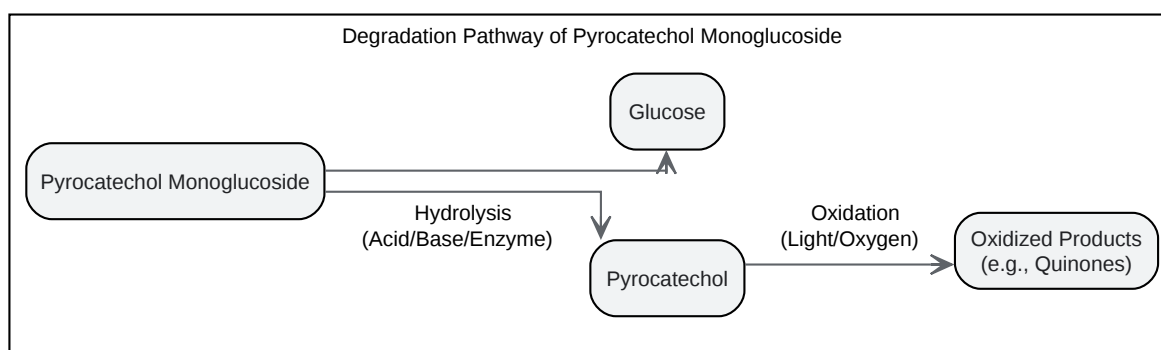 Degradation Pathway of Pyrocatechol Monoglucoside
Glucose
Pyrocatechol Monoglucoside
Hydrolysis
(Acid/Base/Enzyme)
Pyrocatechol
Oxidation
(Light/Oxygen)
Oxidized Products
(e.g., Quinones)